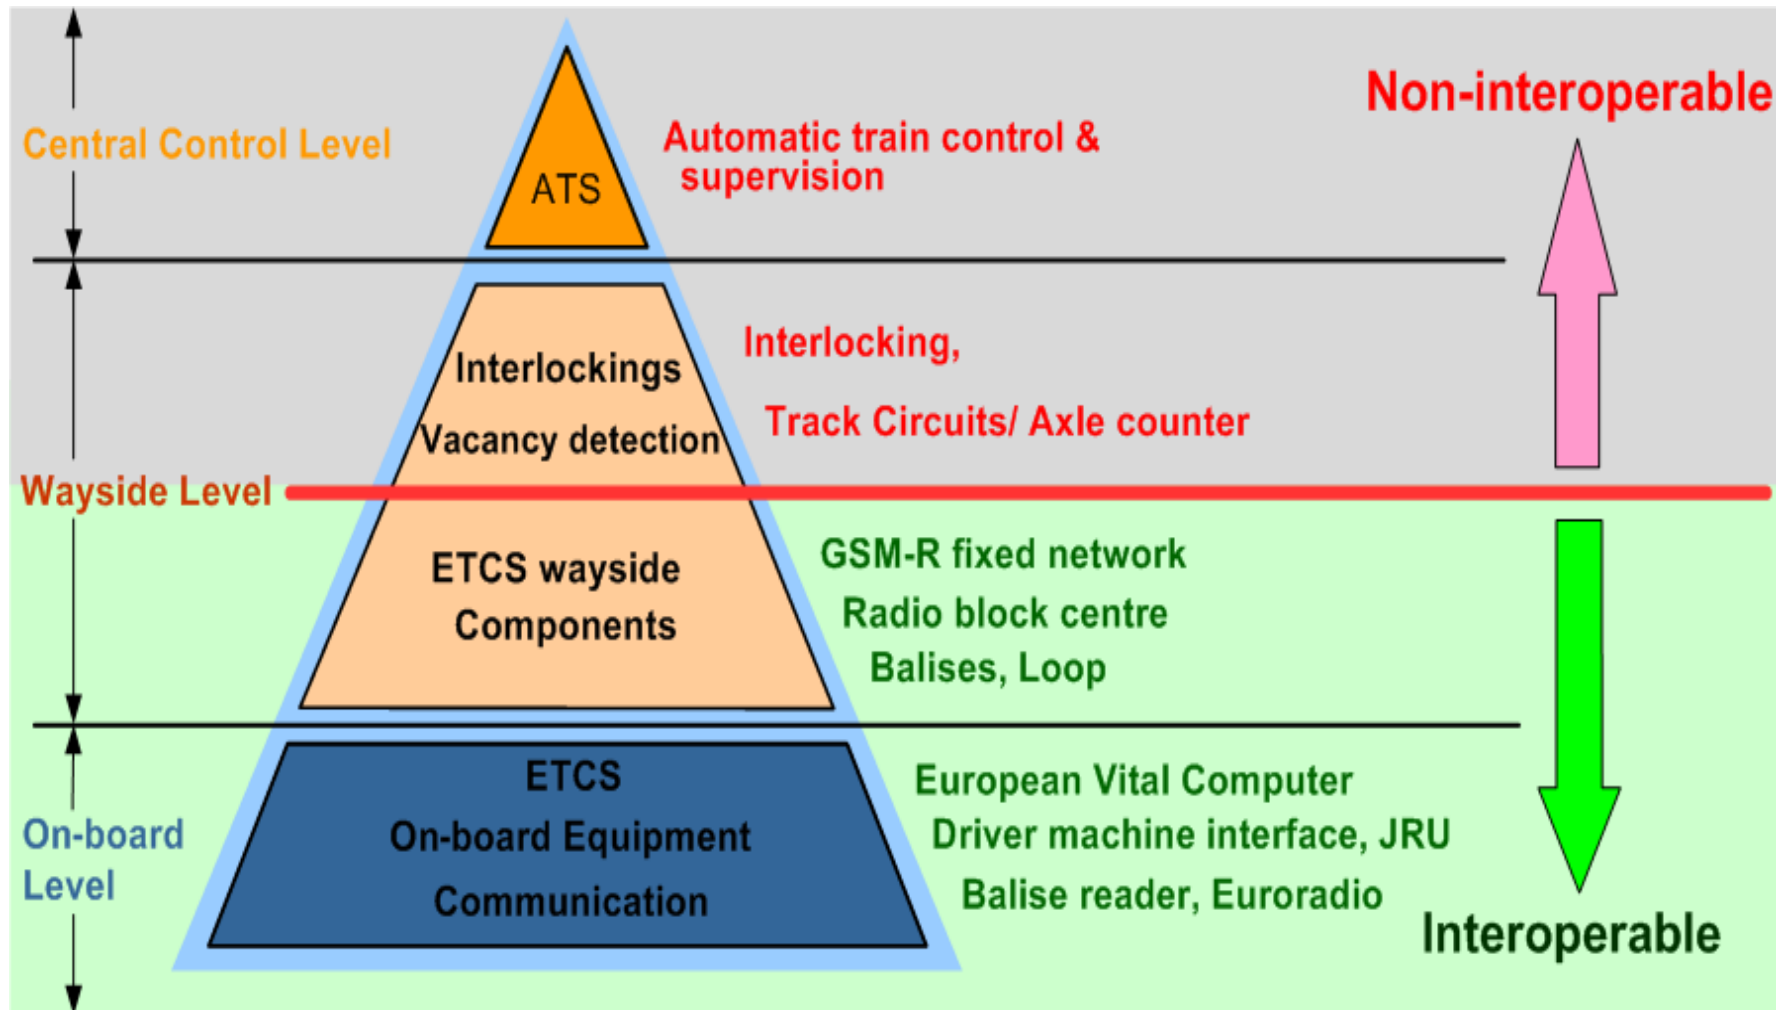 Non-interoperable
Central Control Level
Automatic train control &
supervision
ATS
Interlockings
Vacancy detection
Interlocking,
Track Circuits/ Axle counter
Wayside Level
ETCS wayside
Components
GSM-R fixed network
Radio block centre
Balises, Loop
On-board
Level
ETCS
On-board Equipment
Communication
European Vital Computer
Driver machine interface, JRU
Balise reader, Euroradio
Interoperable